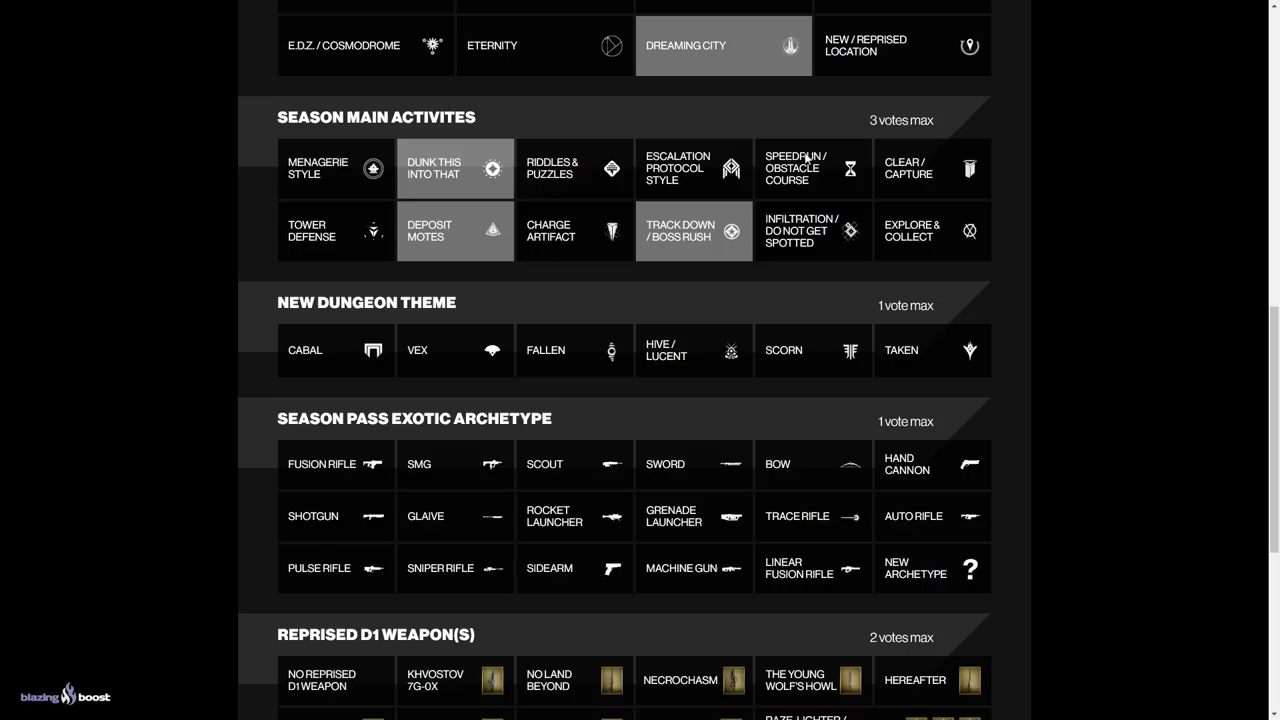 E.D.Z. / COSMODROME
ETERNITY
DREAMING CITY
NEW / REPRISED
LOCATION
SEASON MAIN ACTIVITES
3 votes max
MENAGERIE
STYLE
DUNK THIS
INTO THAT
RIDDLES &
PUZZLES
ESCALATION
PROTOCOL
STYLE
SPEEDRUN /
OBSTACLE
COURSE
CLEAR /
CAPTURE
TOWER
DEFENSE
DEPOSIT
MOTES
CHARGE
ARTIFACT
TRACK DOWN
/ BOSS RUSH
INFILTRATION /
DO NOT GET
SPOTTED
EXPLORE &
COLLECT
NEW DUNGEON THEME
1 vote max
CABAL
VEX
FALLEN
HIVE /
LUCENT
SCORN
TAKEN
SEASON PASS EXOTIC ARCHETYPE
1 vote max
FUSION RIFLE
SMG
SCOUT
SWORD
BOW
HAND
CANNON
SHOTGUN
GLAIVE
ROCKET
LAUNCHER
GRENADE
LAUNCHER
TRACE RIFLE
AUTO RIFLE
PULSE RIFLE
SNIPER RIFLE
SIDEARM
MACHINE GUN
LINEAR
FUSION RIFLE
NEW
ARCHETYPE
?
REPRISED D1 WEAPON(S)
2 votes max
NO REPRISED
D1 WEAPON
KHVOSTOV
7G-0X
NO LAND
BEYOND
NECROCHASM
THE YOUNG
WOLF'S HOWL
HEREAFTER
RAZE-LIGHTER /
blazing boost